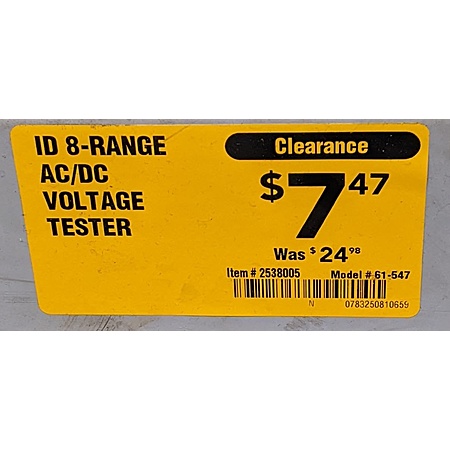 ID 8-RANGE
AC/DC
VOLTAGE
TESTER
Clearance
$7.47
Was $24.98
Item # 2538005 Model # 61-547
N 0783250810659